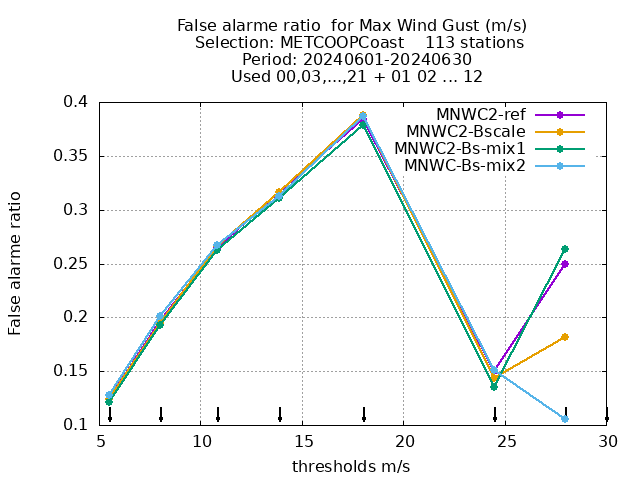 False alarme ratio  for Max Wind Gust (m/s)
Selection: METCOOPCoast    113 stations
Period: 20240601-20240630
Used 00,03,...,21 + 01 02 ... 12
MNWC2-ref
MNWC2-Bscale
MNWC2-Bs-mix1
MNWC-Bs-mix2
False alarme ratio
0.4
0.35
0.3
0.25
0.2
0.15
0.1
5 10 15 20 25 30
thresholds m/s